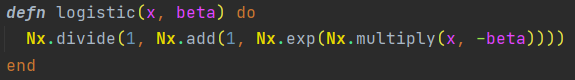 defn logistic(x, beta) do
  Nx.divide(1, Nx.add(1, Nx.exp(Nx.multiply(x, -beta))))
end